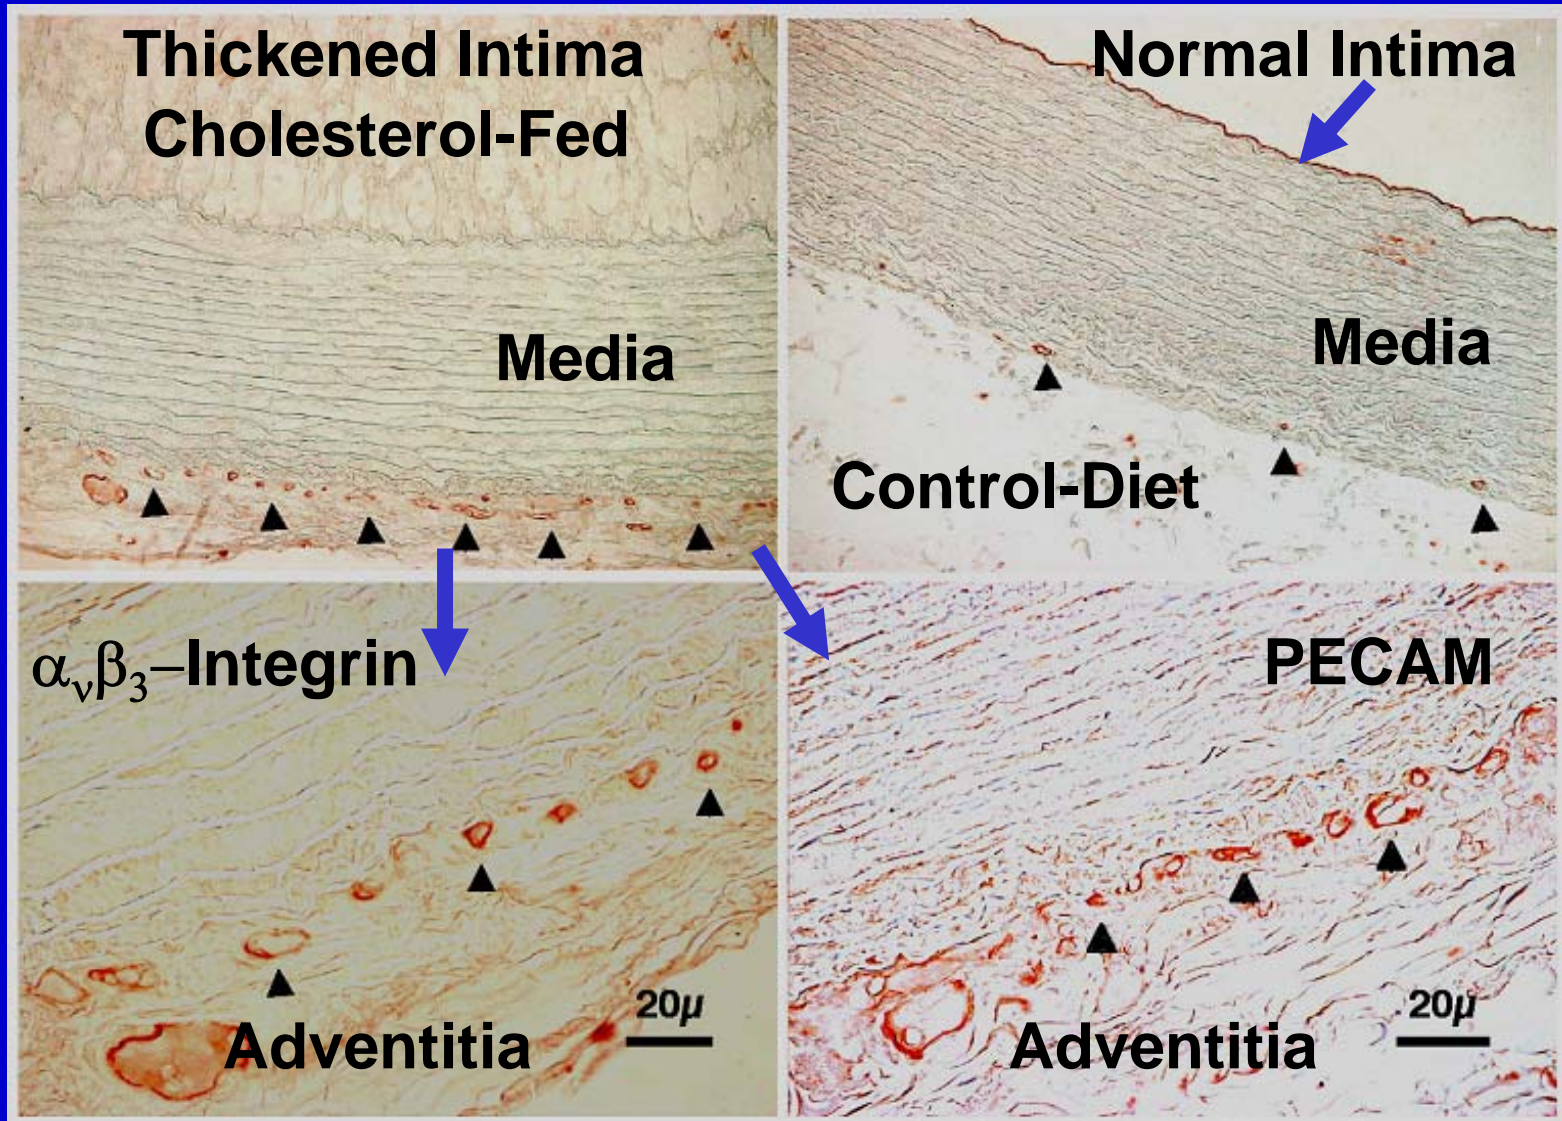 Thickened Intima
Cholesterol-Fed
Media
Normal Intima
Media
Control-Diet
αᵥβ₃–Integrin
Adventitia
20µ
PECAM
Adventitia
20µ